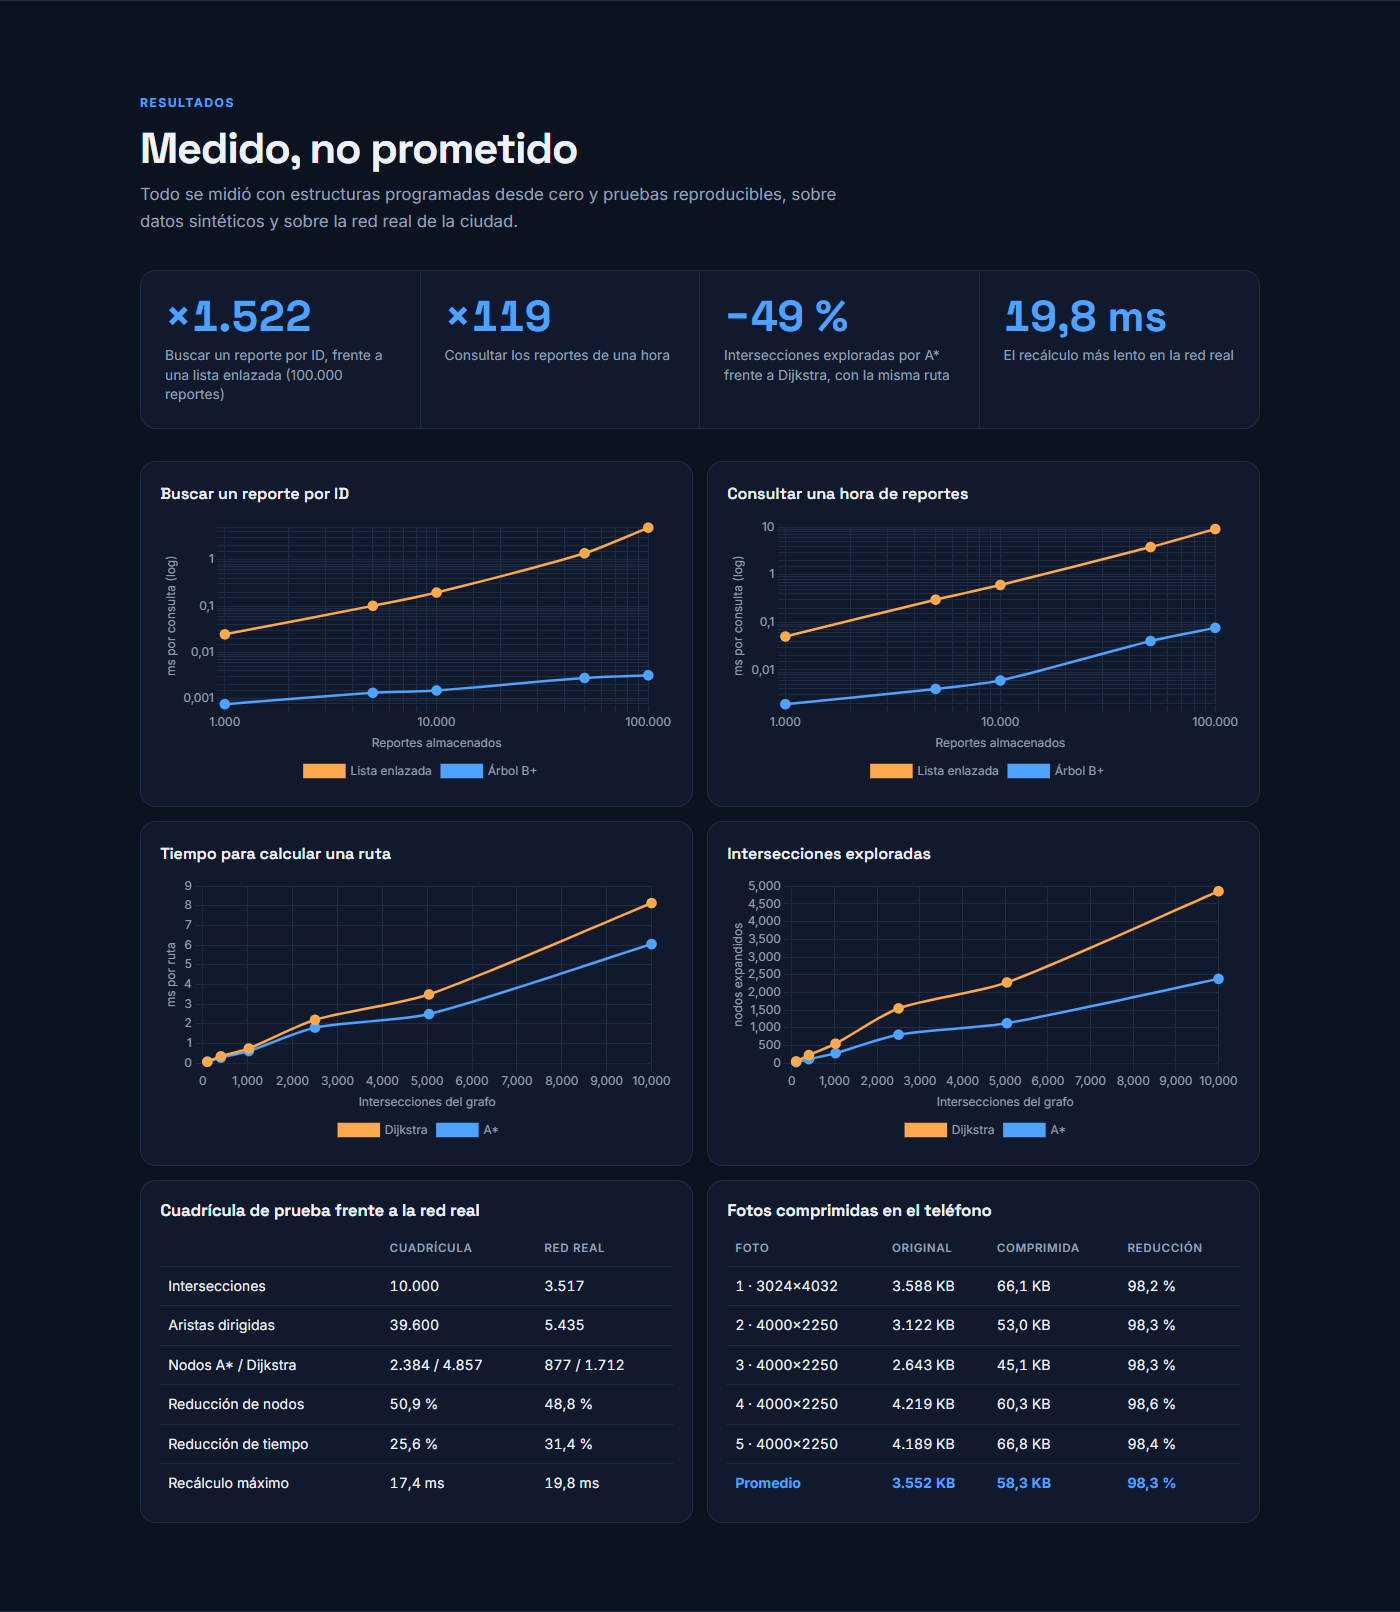 RESULTADOS
Medido, no prometido
Todo se midió con estructuras programadas desde cero y pruebas reproducibles, sobre
datos sintéticos y sobre la red real de la ciudad.
×1.522
Buscar un reporte por ID, frente a
una lista enlazada (100.000
reportes)
×119
Consultar los reportes de una hora
−49 %
Intersecciones exploradas por A*
frente a Dijkstra, con la misma ruta
19,8 ms
El recálculo más lento en la red real
Buscar un reporte por ID
ms por consulta (log)
1
0,1
0,01
0,001
1.000 10.000 100.000
Reportes almacenados
Lista enlazada Árbol B+
Consultar una hora de reportes
ms por consulta (log)
10
1
0,1
0,01
1.000 10.000 100.000
Reportes almacenados
Lista enlazada Árbol B+
Tiempo para calcular una ruta
ms por ruta
9
8
7
6
5
4
3
2
1
0
0 1,000 2,000 3,000 4,000 5,000 6,000 7,000 8,000 9,000 10,000
Intersecciones del grafo
Dijkstra A*
Intersecciones exploradas
nodos expandidos
5,000
4,500
4,000
3,500
3,000
2,500
2,000
1,500
1,000
500
0
0 1,000 2,000 3,000 4,000 5,000 6,000 7,000 8,000 9,000 10,000
Intersecciones del grafo
Dijkstra A*
Cuadrícula de prueba frente a la red real
CUADRÍCULA RED REAL
Intersecciones 10.000 3.517
Aristas dirigidas 39.600 5.435
Nodos A* / Dijkstra 2.384 / 4.857 877 / 1.712
Reducción de nodos 50,9 % 48,8 %
Reducción de tiempo 25,6 % 31,4 %
Recálculo máximo 17,4 ms 19,8 ms
Fotos comprimidas en el teléfono
FOTO ORIGINAL COMPRIMIDA REDUCCIÓN
1 · 3024×4032 3.588 KB 66,1 KB 98,2 %
2 · 4000×2250 3.122 KB 53,0 KB 98,3 %
3 · 4000×2250 2.643 KB 45,1 KB 98,3 %
4 · 4000×2250 4.219 KB 60,3 KB 98,6 %
5 · 4000×2250 4.189 KB 66,8 KB 98,4 %
Promedio 3.552 KB 58,3 KB 98,3 %